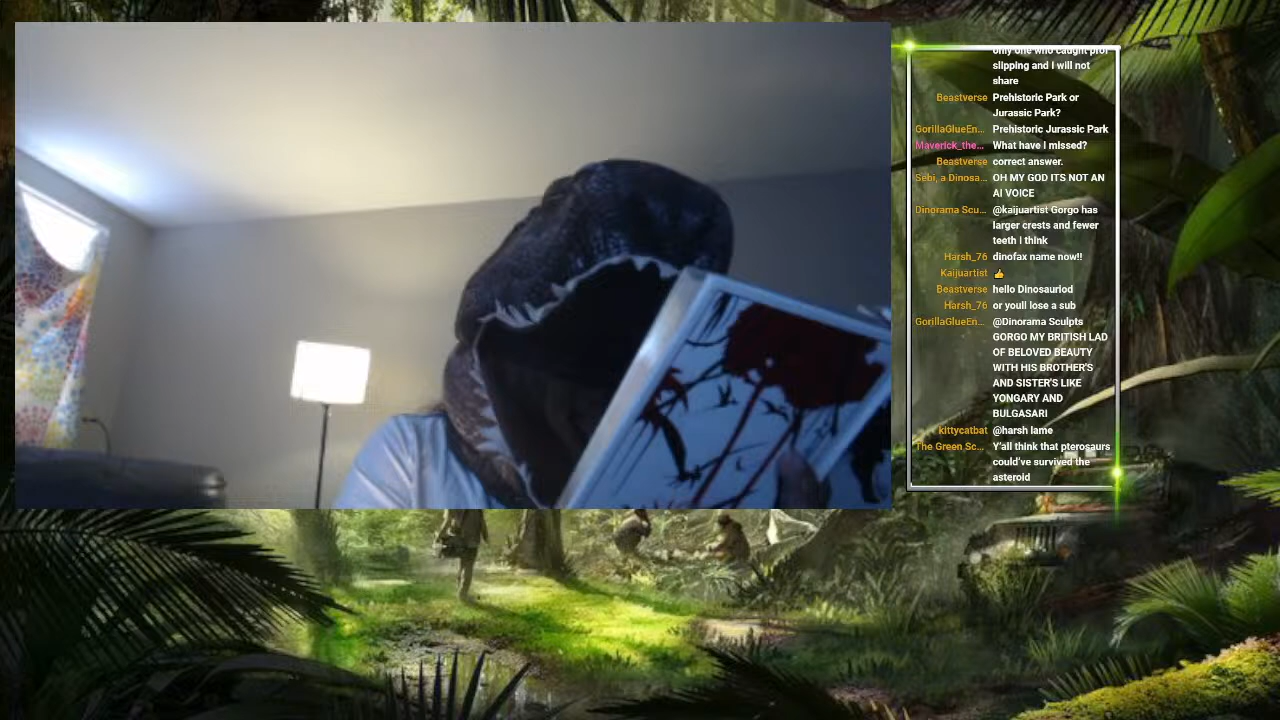 only one who caught prof
slipping and I will not
share
Beastverse Prehistoric Park or
Jurassic Park?
GorillaGlueEn... Prehistoric Jurassic Park
Maverick_the... What have I missed?
Beastverse correct answer.
Sebi, a Dinosa... OH MY GOD ITS NOT AN
AI VOICE
Dinorama Scu... @kaijuartist Gorgo has
larger crests and fewer
teeth i think
Harsh_76 dinofax name now!!
Kaijuartist 👍
Beastverse hello Dinosauriod
Harsh_76 or youll lose a sub
GorillaGlueEn... @Dinorama Sculpts
GORGO MY BRITISH LAD
OF BELOVED BEAUTY
WITH HIS BROTHER'S
AND SISTER'S LIKE
YONGARY AND
BULGASARI
kittycatbat @harsh lame
The Green Sc... Y'all think that pterosaurs
could've survived the
asteroid